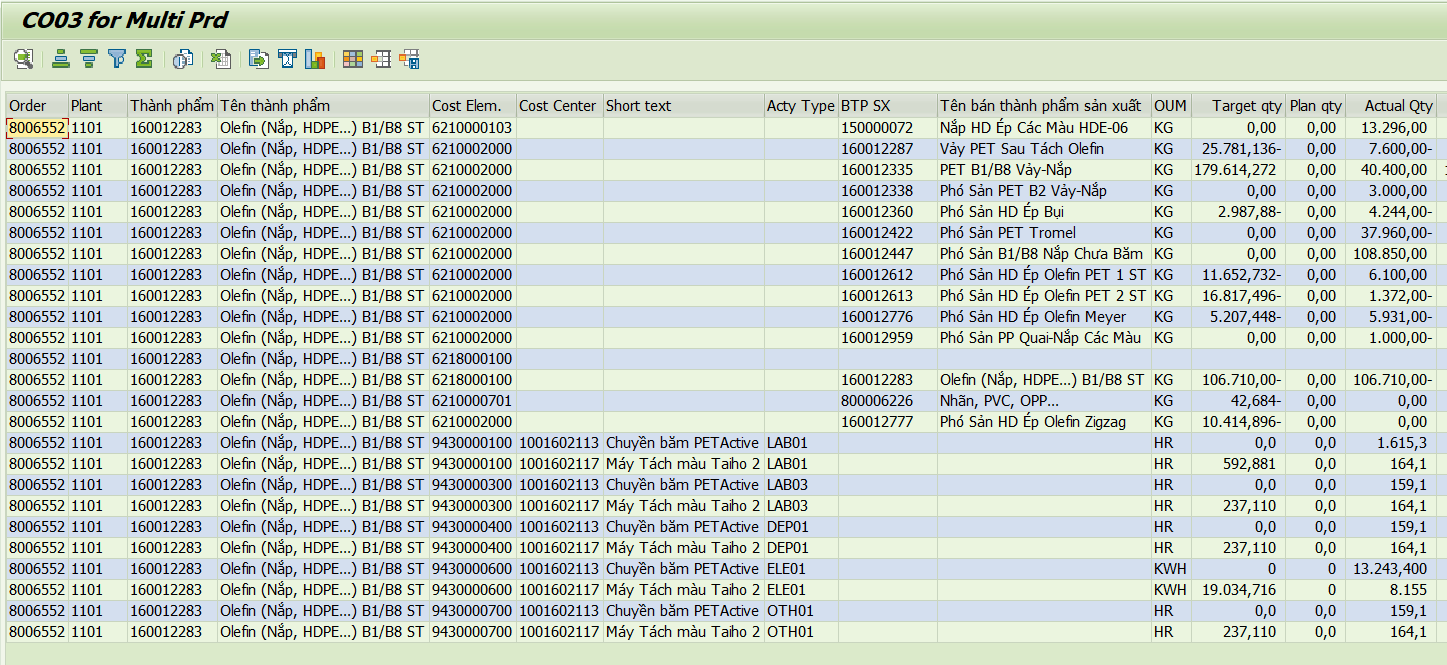 CO03 for Multi Prd
Order Plant Thành phẩm Tên thành phẩm Cost Elem. Cost Center Short text Acty Type BTP SX Tên bán thành phẩm sản xuất OUM Target qty Plan qty Actual Qty
8006552 1101 160012283 Olefin (Nắp, HDPE...) B1/B8 ST 6210000103 150000072 Nắp HD Ép Các Màu HDE-06 KG 0,00 0,00 13.296,00
8006552 1101 160012283 Olefin (Nắp, HDPE...) B1/B8 ST 6210002000 160012287 Vảy PET Sau Tách Olefin KG 25.781,136- 0,00 7.600,00-
8006552 1101 160012283 Olefin (Nắp, HDPE...) B1/B8 ST 6210002000 160012335 PET B1/B8 Vảy-Nắp KG 179.614,272 0,00 40.400,00
8006552 1101 160012283 Olefin (Nắp, HDPE...) B1/B8 ST 6210002000 160012338 Phó Sản PET B2 Vảy-Nắp KG 0,00 0,00 3.000,00
8006552 1101 160012283 Olefin (Nắp, HDPE...) B1/B8 ST 6210002000 160012360 Phó Sản HD Ép Bụi KG 2.987,88- 0,00 4.244,00-
8006552 1101 160012283 Olefin (Nắp, HDPE...) B1/B8 ST 6210002000 160012422 Phó Sản PET Tromel KG 0,00 0,00 37.960,00-
8006552 1101 160012283 Olefin (Nắp, HDPE...) B1/B8 ST 6210002000 160012447 Phó Sản B1/B8 Nắp Chưa Băm KG 0,00 0,00 108.850,00
8006552 1101 160012283 Olefin (Nắp, HDPE...) B1/B8 ST 6210002000 160012612 Phó Sản HD Ép Olefin PET 1 ST KG 11.652,732- 0,00 6.100,00
8006552 1101 160012283 Olefin (Nắp, HDPE...) B1/B8 ST 6210002000 160012613 Phó Sản HD Ép Olefin PET 2 ST KG 16.817,496- 0,00 1.372,00-
8006552 1101 160012283 Olefin (Nắp, HDPE...) B1/B8 ST 6210002000 160012776 Phó Sản HD Ép Olefin Meyer KG 5.207,448- 0,00 5.931,00-
8006552 1101 160012283 Olefin (Nắp, HDPE...) B1/B8 ST 6210002000 160012959 Phó Sản PP Quai-Nắp Các Màu KG 0,00 0,00 1.000,00-
8006552 1101 160012283 Olefin (Nắp, HDPE...) B1/B8 ST 6218000100
8006552 1101 160012283 Olefin (Nắp, HDPE...) B1/B8 ST 6218000100 160012283 Olefin (Nắp, HDPE...) B1/B8 ST KG 106.710,00- 0,00 106.710,00-
8006552 1101 160012283 Olefin (Nắp, HDPE...) B1/B8 ST 6210000701 800006226 Nhãn, PVC, OPP... KG 42,684- 0,00 0,00
8006552 1101 160012283 Olefin (Nắp, HDPE...) B1/B8 ST 6210002000 160012777 Phó Sản HD Ép Olefin Zigzag KG 10.414,896- 0,00 0,00
8006552 1101 160012283 Olefin (Nắp, HDPE...) B1/B8 ST 9430000100 1001602113 Chuyền băm PETActive LAB01 HR 0,0 0,0 1.615,3
8006552 1101 160012283 Olefin (Nắp, HDPE...) B1/B8 ST 9430000100 1001602117 Máy Tách màu Taiho 2 LAB01 HR 592,881 0,0 164,1
8006552 1101 160012283 Olefin (Nắp, HDPE...) B1/B8 ST 9430000300 1001602113 Chuyền băm PETActive LAB03 HR 0,0 0,0 159,1
8006552 1101 160012283 Olefin (Nắp, HDPE...) B1/B8 ST 9430000300 1001602117 Máy Tách màu Taiho 2 LAB03 HR 237,110 0,0 164,1
8006552 1101 160012283 Olefin (Nắp, HDPE...) B1/B8 ST 9430000400 1001602113 Chuyền băm PETActive DEP01 HR 0,0 0,0 159,1
8006552 1101 160012283 Olefin (Nắp, HDPE...) B1/B8 ST 9430000400 1001602117 Máy Tách màu Taiho 2 DEP01 HR 237,110 0,0 164,1
8006552 1101 160012283 Olefin (Nắp, HDPE...) B1/B8 ST 9430000600 1001602113 Chuyền băm PETActive ELE01 KWH 0 0 13.243,400
8006552 1101 160012283 Olefin (Nắp, HDPE...) B1/B8 ST 9430000600 1001602117 Máy Tách màu Taiho 2 ELE01 KWH 19.034,716 0 8.155
8006552 1101 160012283 Olefin (Nắp, HDPE...) B1/B8 ST 9430000700 1001602113 Chuyền băm PETActive OTH01 HR 0,0 0,0 159,1
8006552 1101 160012283 Olefin (Nắp, HDPE...) B1/B8 ST 9430000700 1001602117 Máy Tách màu Taiho 2 OTH01 HR 237,110 0,0 164,1